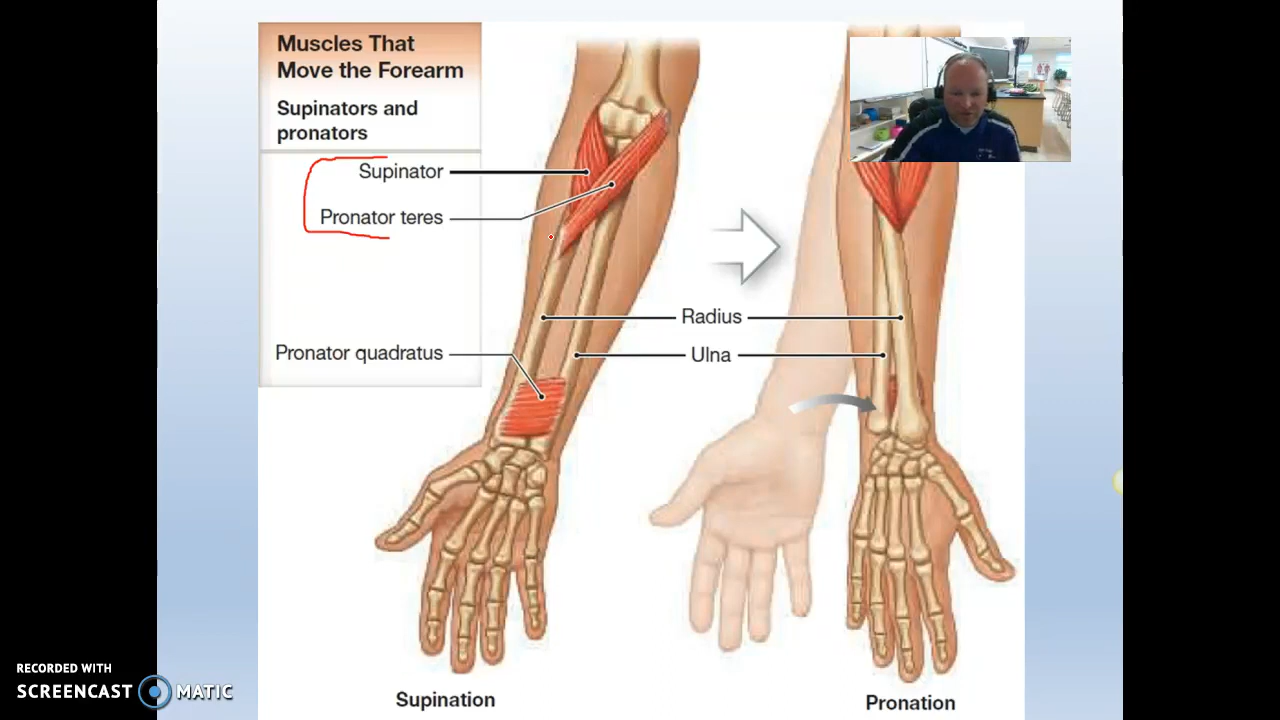 Muscles That
Move the Forearm
Supinators and
pronators
Supinator
Pronator teres
Radius
Pronator quadratus
Ulna
RECORDED WITH
SCREENCAST MATIC
Supination
Pronation